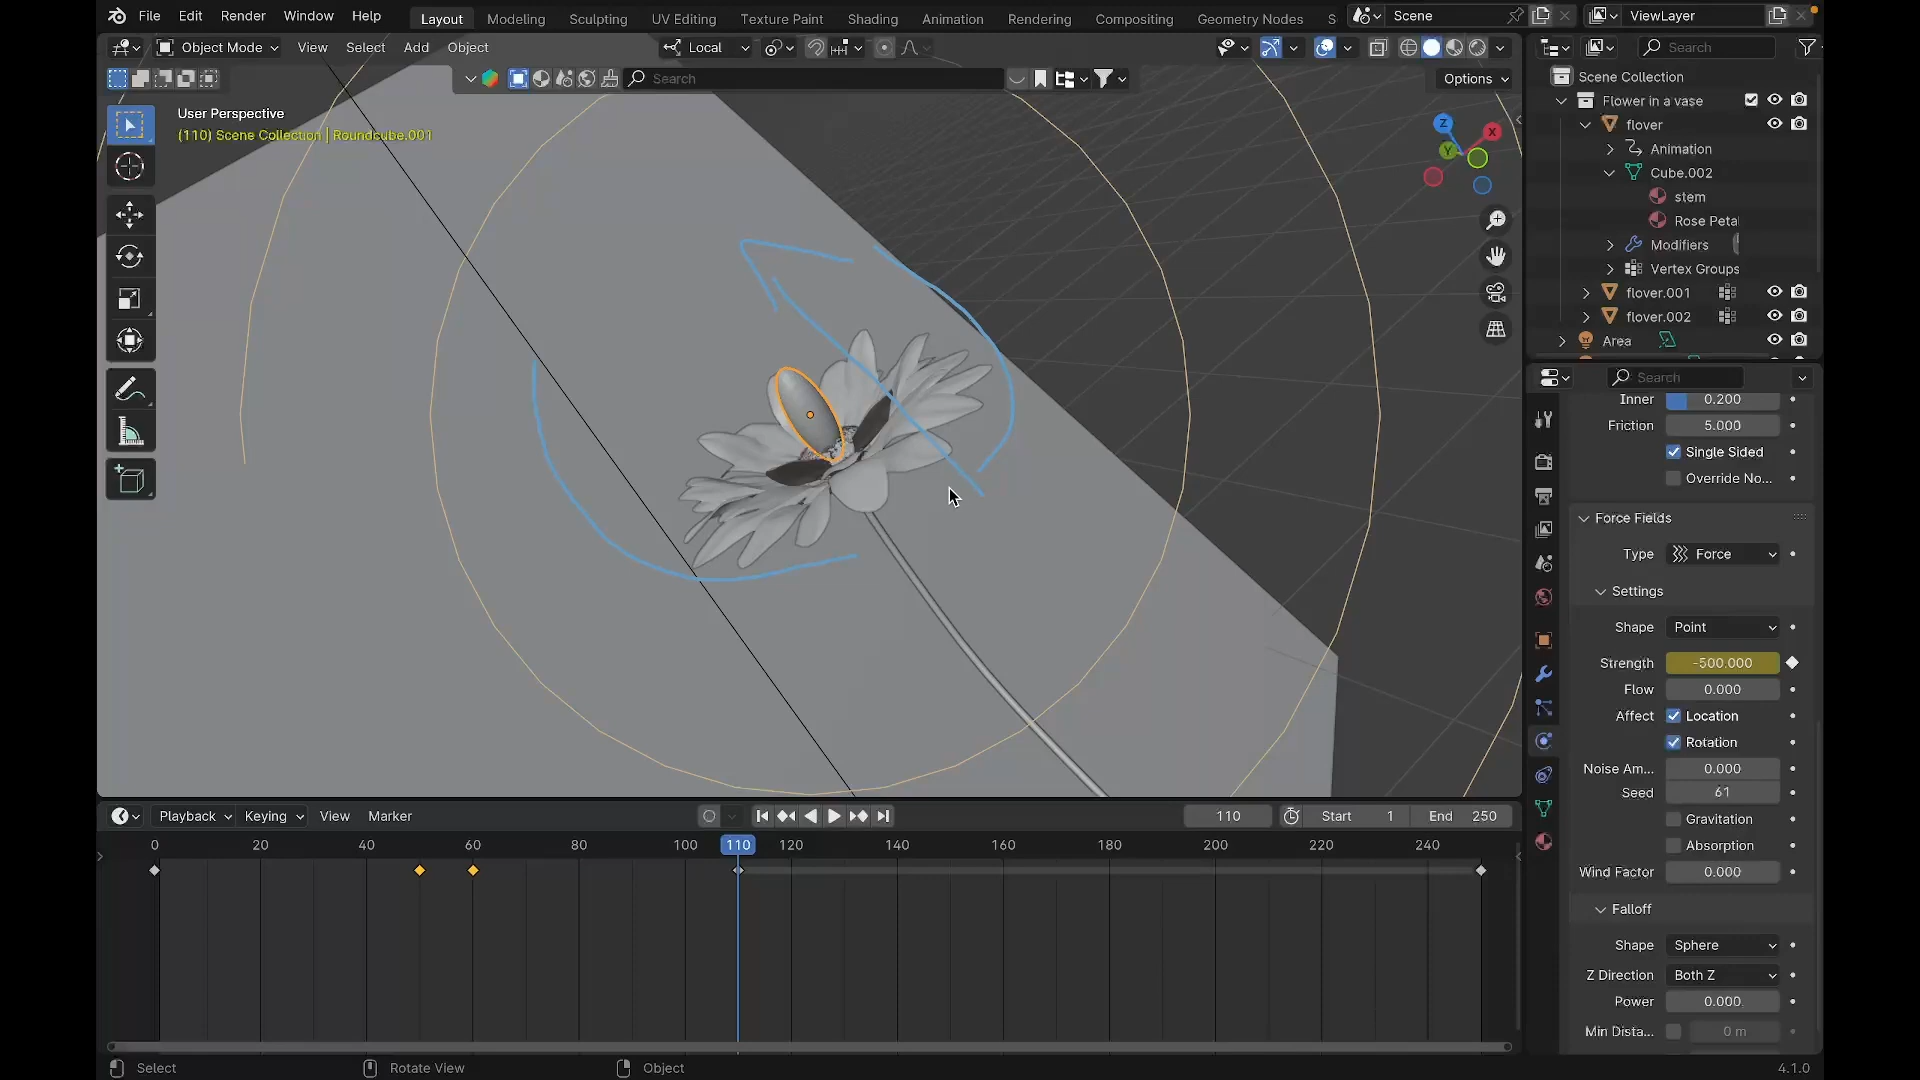 File Edit Render Window Help Layout Modeling Sculpting UV Editing Texture Paint Shading Animation Rendering Compositing Geometry Nodes S Scene ViewLayer
Object Mode View Select Add Object Local Search
Search Options
User Perspective
(110) Scene Collection | Roundcube.001
Z
X
Y
Scene Collection
Flower in a vase
flover
Animation
Cube.002
stem
Rose Peta
Modifiers
Vertex Groups
flover.001
flover.002
Area
Search
Inner 0.200
Friction 5.000
Single Sided
Override No...
Force Fields
Type Force
Settings
Shape Point
Strength -500.000
Flow 0.000
Affect Location
Rotation
Noise Am... 0.000
Seed 61
Gravitation
Absorption
Wind Factor 0.000
Falloff
Shape Sphere
Z Direction Both Z
Power 0.000
Min Dista... 0 m
Playback Keying View Marker 110 Start 1 End 250
0 20 40 60 80 100 110 120 140 160 180 200 220 240
Select Rotate View Object 4.1.0